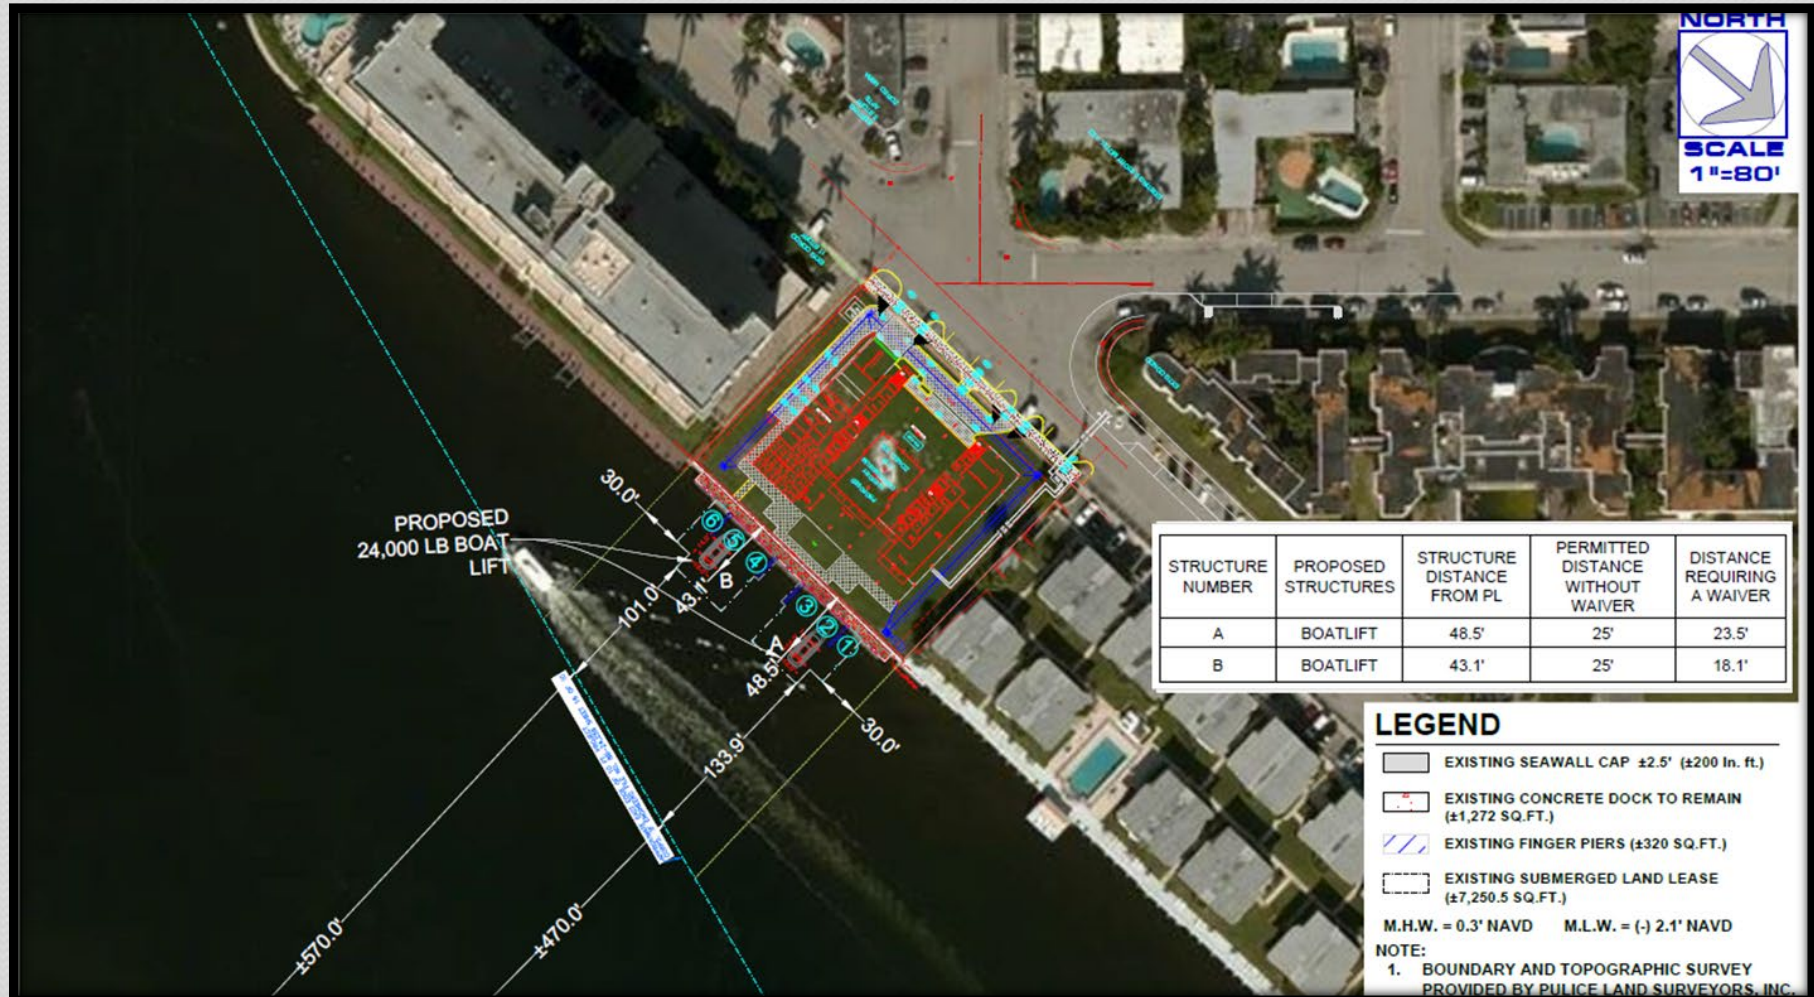 NORTH
SCALE
1"=80'
PROPOSED
24,000 LB BOAT
LIFT
30.0'
101.0'
43.1'
B
6
5
4
3
2
1
A
48.5'
133.9'
30.0'
±570.0'
±470.0'
STRUCTURE NUMBER PROPOSED STRUCTURES STRUCTURE DISTANCE FROM PL PERMITTED DISTANCE WITHOUT WAIVER DISTANCE REQUIRING A WAIVER
A BOATLIFT 48.5' 25' 23.5'
B BOATLIFT 43.1' 25' 18.1'
LEGEND
EXISTING SEAWALL CAP ±2.5' (±200 ln. ft.)
EXISTING CONCRETE DOCK TO REMAIN
(±1,272 SQ.FT.)
EXISTING FINGER PIERS (±320 SQ.FT.)
EXISTING SUBMERGED LAND LEASE
(±7,250.5 SQ.FT.)
M.H.W. = 0.3' NAVD M.L.W. = (-) 2.1' NAVD
NOTE:
1. BOUNDARY AND TOPOGRAPHIC SURVEY
PROVIDED BY PULICE LAND SURVEYORS, INC.